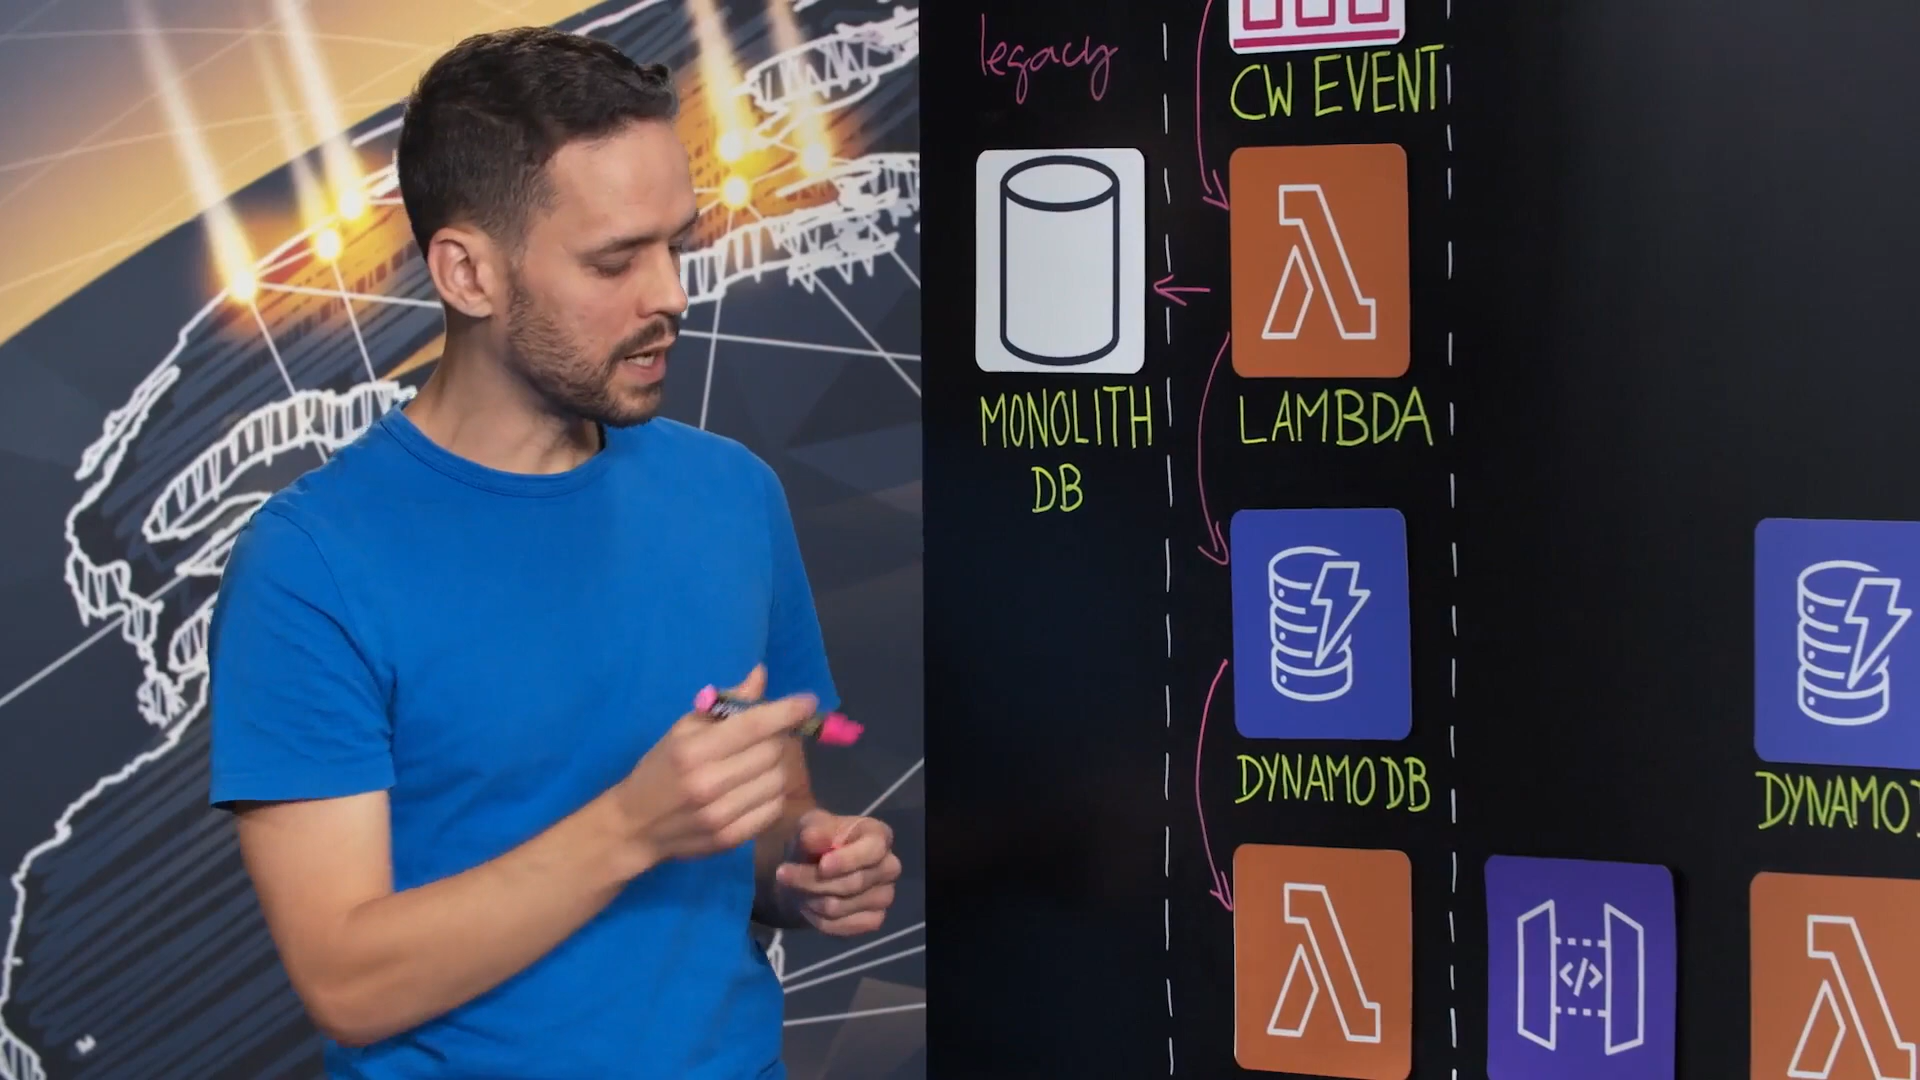 legacy
CW EVENT
MONOLITH
DB
LAMBDA
DYNAMO DB
DYNAMO
</>